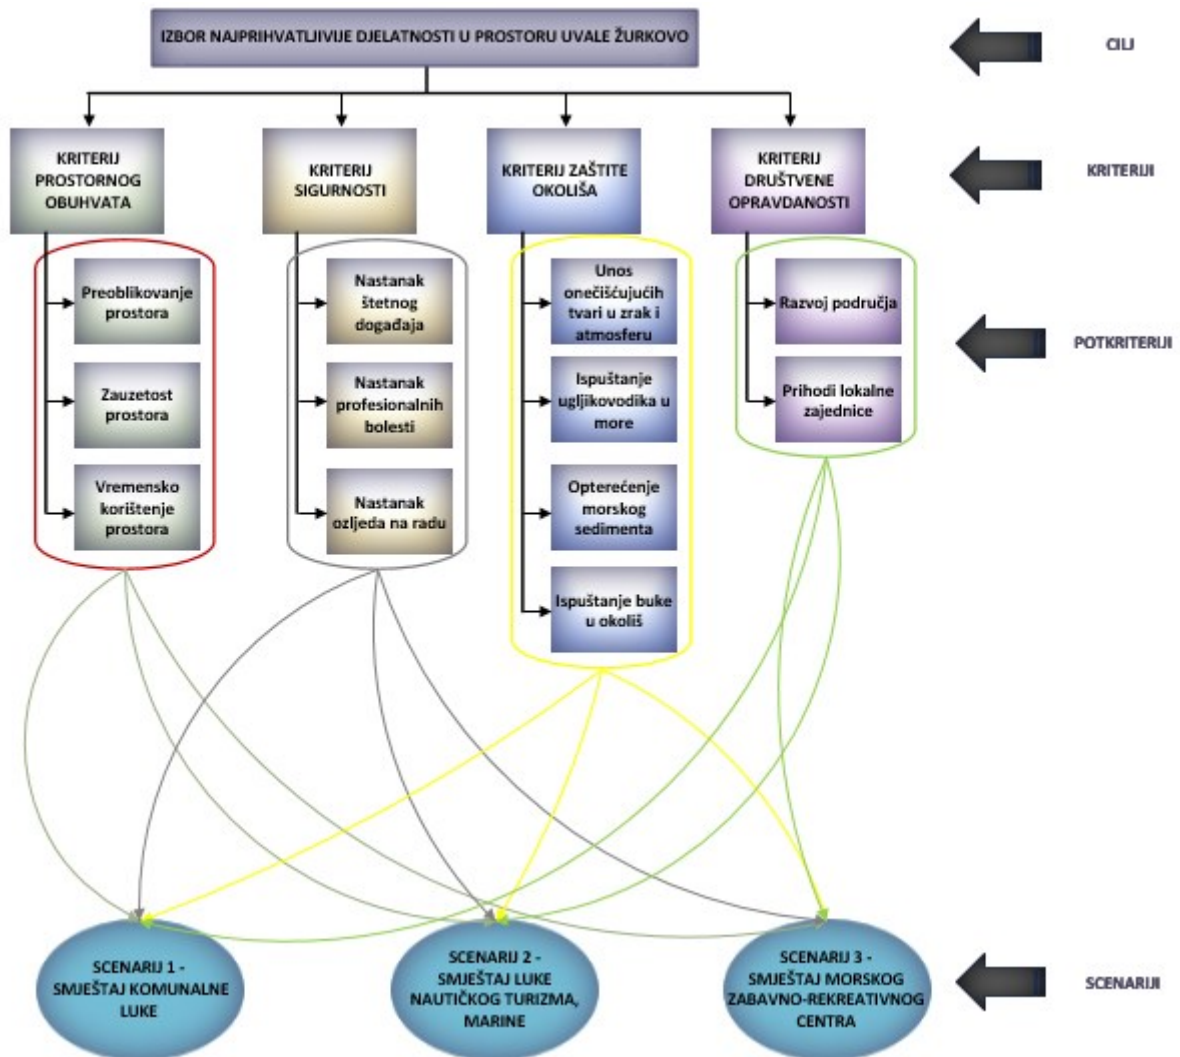 IZBOR NAJPRIHVATLJIVIJE DJELATNOSTI U PROSTORU UVALE ŽURKOVO
CILJ
KRITERIJ
PROSTORNOG
OBUHVATA
KRITERIJ
SIGURNOSTI
KRITERIJ ZAŠTITE
OKOLIŠA
KRITERIJ
DRUŠTVENE
OPRAVDANOSTI
KRITERIJI
Preoblikovanje
prostora
Zauzetost
prostora
Vremensko
korištenje
prostora
Nastanak
štetnog
događaja
Nastanak
profesionalnih
bolesti
Nastanak
ozljeda na radu
Unos
onečišćujućih
tvari u zrak i
atmosferu
Ispuštanje
ugljikovodika u
more
Opterećenje
morskog
sedimenta
Ispuštanje buke
u okoliš
Razvoj područja
Prihodi lokalne
zajednice
POTKRITERIJI
SCENARIJ 1 -
SMJEŠTAJ KOMUNALNE
LUKE
SCENARIJ 2 -
SMJEŠTAJ LUKE
NAUTIČKOG TURIZMA,
MARINE
SCENARIJ 3 -
SMJEŠTAJ MORSKOG
ZABAVNO-REKREATIVNOG
CENTRA
SCENARIJI